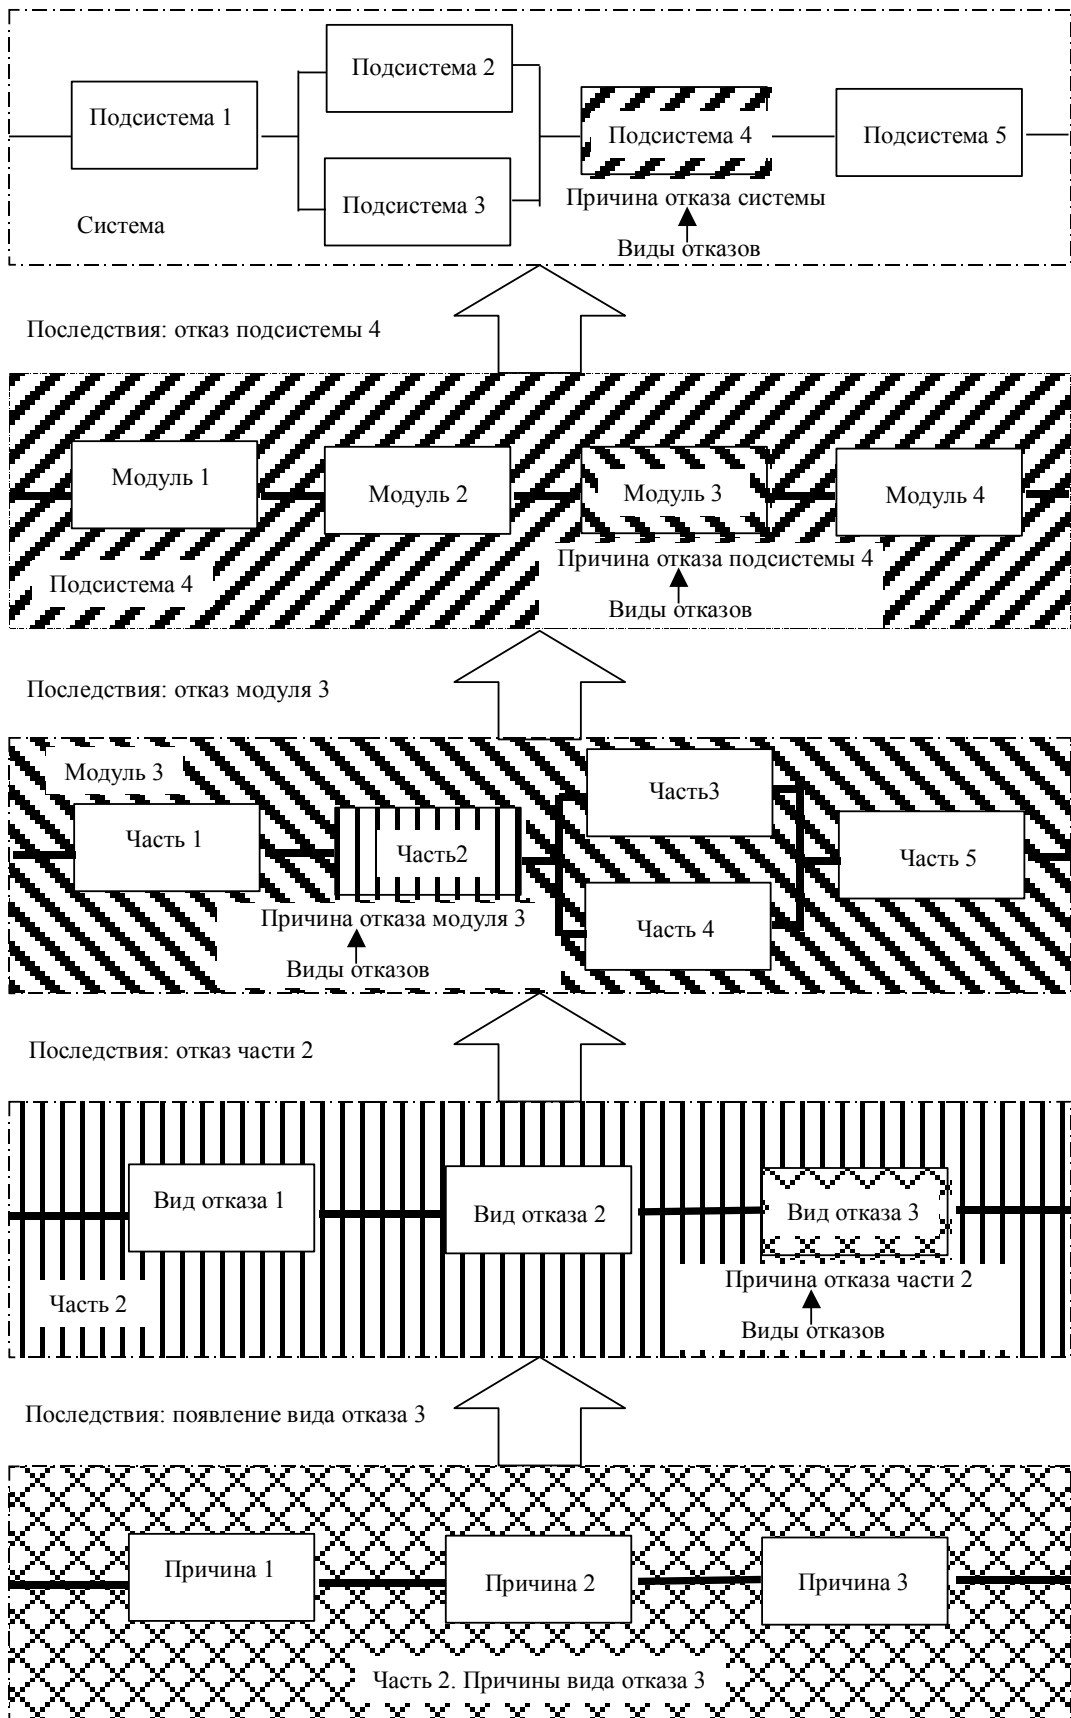 Подсистема 1
Подсистема 2
Подсистема 3
Подсистема 4
Подсистема 5
Причина отказа системы
Система
Виды отказов
Последствия: отказ подсистемы 4
Модуль 1
Модуль 2
Модуль 3
Модуль 4
Причина отказа подсистемы 4
Подсистема 4
Виды отказов
Последствия: отказ модуля 3
Модуль 3
Часть 1
Часть2
Часть3
Часть 4
Часть 5
Причина отказа модуля 3
Виды отказов
Последствия: отказ части 2
Вид отказа 1
Вид отказа 2
Вид отказа 3
Причина отказа части 2
Часть 2
Виды отказов
Последствия: появление вида отказа 3
Причина 1
Причина 2
Причина 3
Часть 2. Причины вида отказа 3